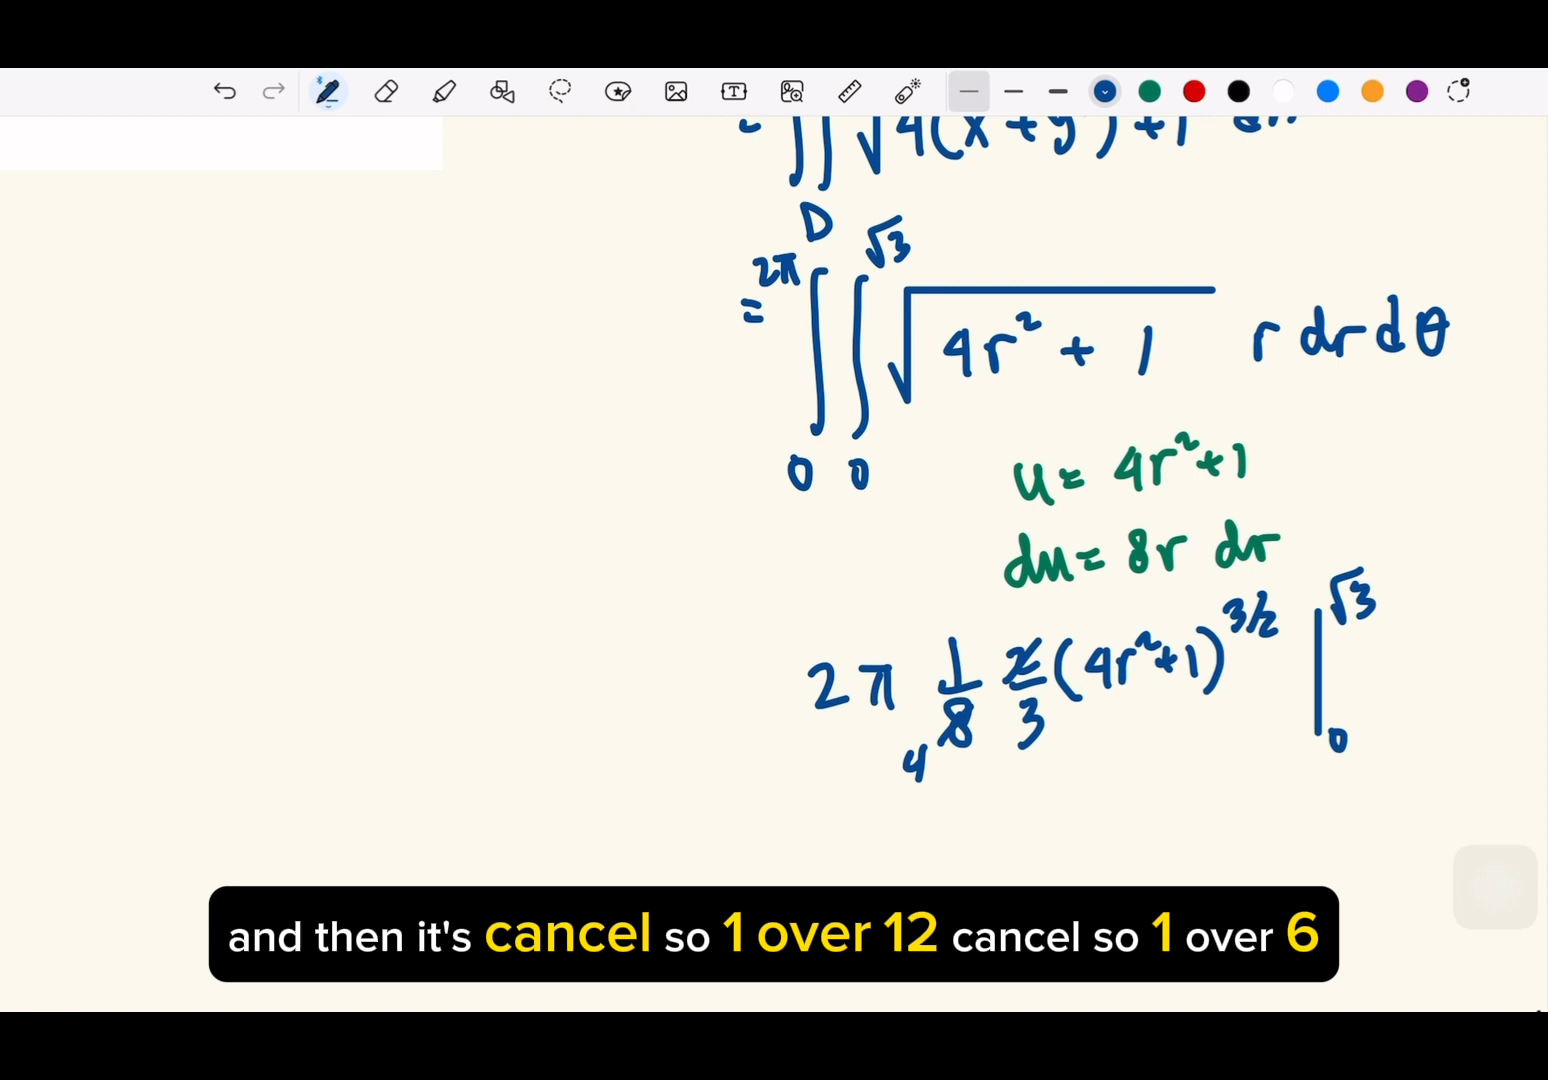 = ∬ √4(x + y ) + 1
D
= ∫₀^2π ∫₀^√3 √(4r² + 1) r dr dθ
u = 4r² + 1
du = 8r dr
2π 1/8 2/3 (4r² + 1)^3/2 |₀^√3
4
and then it's cancel so 1 over 12 cancel so 1 over 6